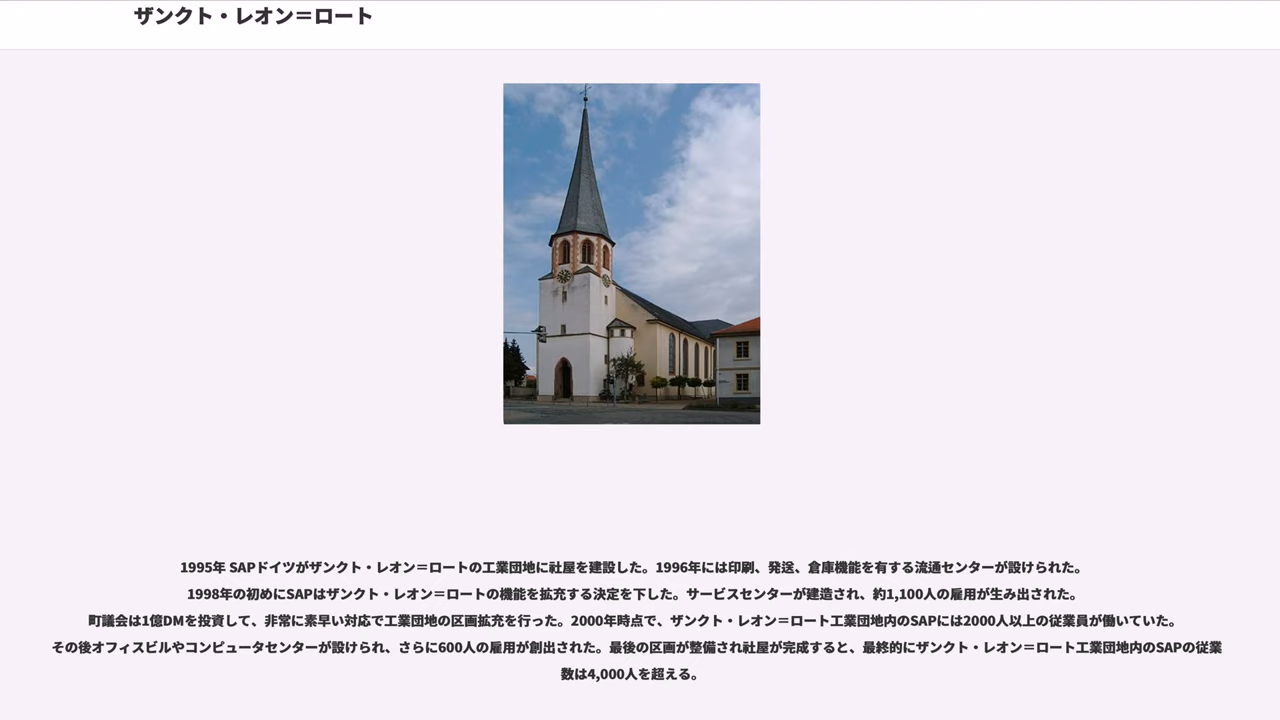 ザンクト・レオン＝ロート
1995年 SAPドイツがザンクト・レオン＝ロートの工業団地に社屋を建設した。1996年には印刷、発送、倉庫機能を有する流通センターが設けられた。
1998年の初めにSAPはザンクト・レオン＝ロートの機能を拡充する決定を下した。サービスセンターが建造され、約1,100人の雇用が生み出された。
町議会は1億DMを投資して、非常に素早い対応で工業団地の区画拡充を行った。2000年時点で、ザンクト・レオン＝ロート工業団地内のSAPには2000人以上の従業員が働いていた。
その後オフィスビルやコンピュータセンターが設けられ、さらに600人の雇用が創出された。最後の区画が整備され社屋が完成すると、最終的にザンクト・レオン＝ロート工業団地内のSAPの従業
数は4,000人を超える。